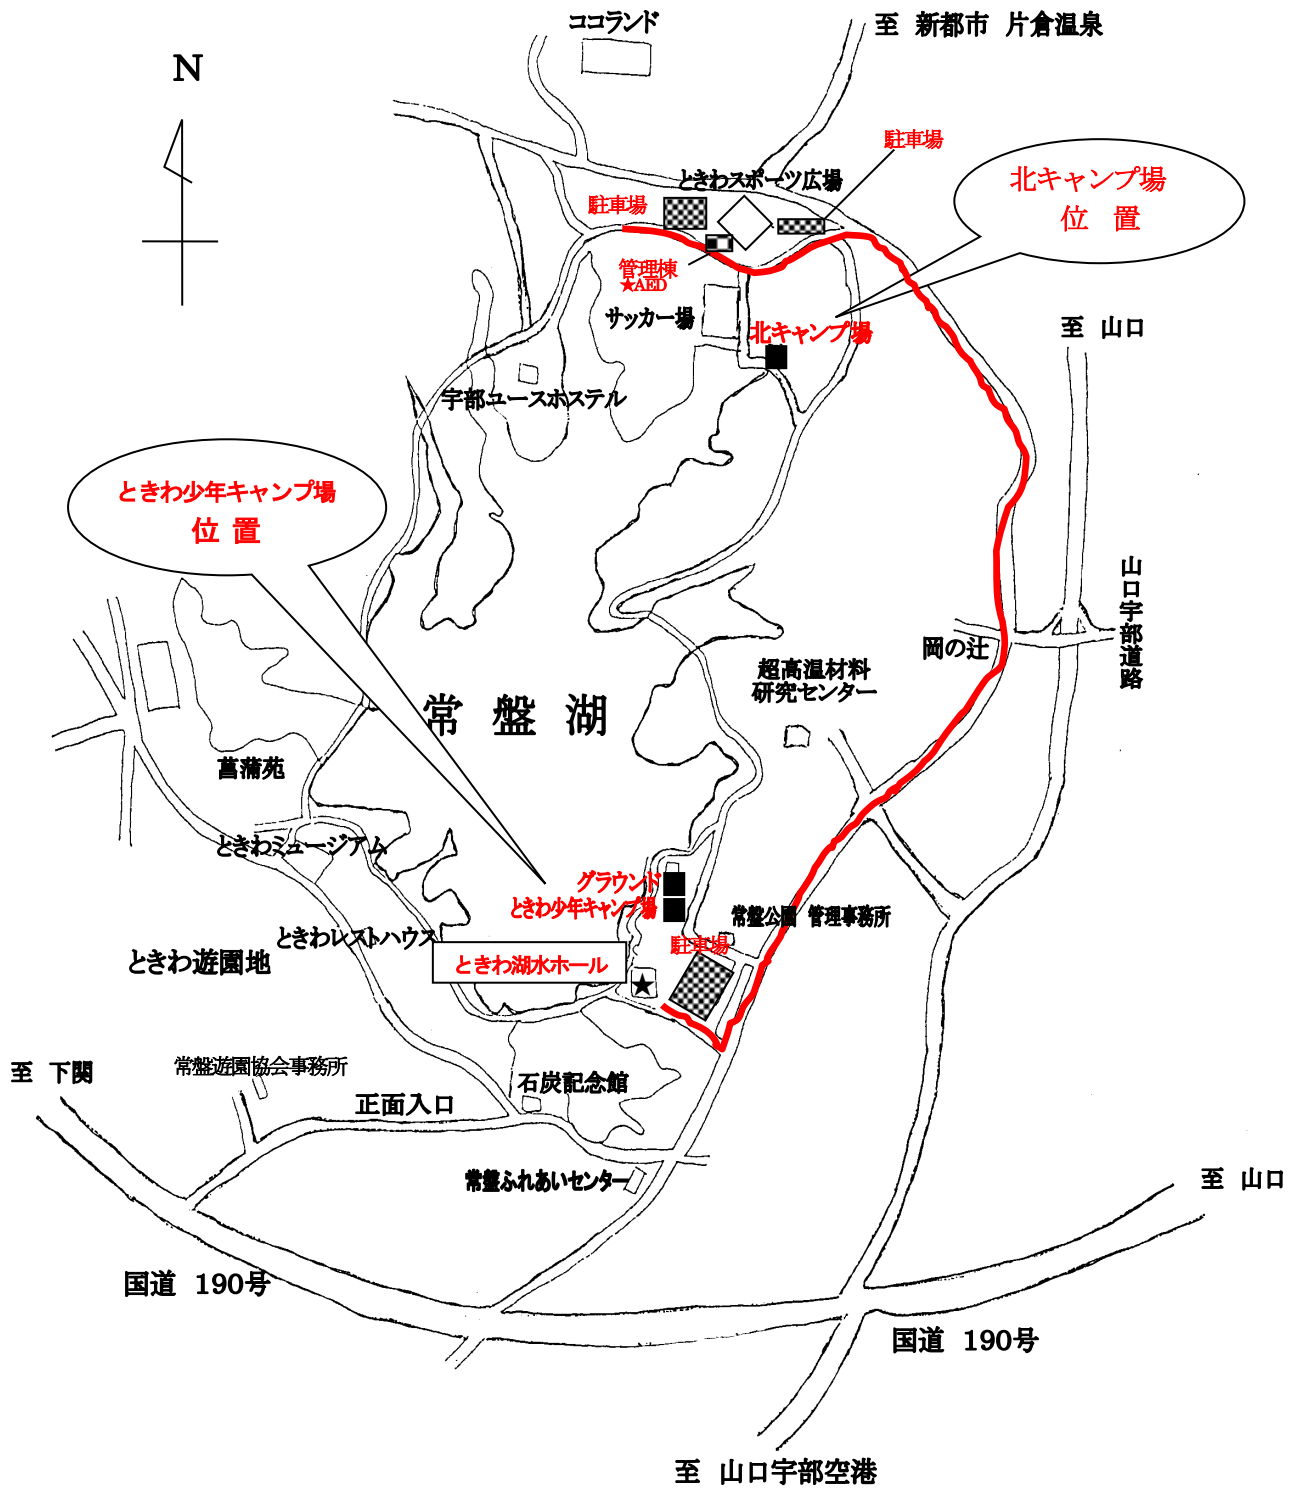 ココランド
至 新都市 片倉温泉
N
駐車場
北キャンプ場
位 置
ときわスポーツ広場
駐車場
管理棟
★AED
サッカー場
北キャンプ場
至 山口
宇部ユースホステル
ときわ少年キャンプ場
位 置
山口宇部道路
岡の辻
超高温材料
研究センター
常 盤 湖
菖蒲苑
ときわミュージアム
グラウンド
ときわ少年キャンプ場
常盤公園 管理事務所
ときわレストハウス
駐車場
ときわ遊園地
ときわ湖水ホール
★
至 下関
常盤遊園協会事務所
石炭記念館
正面入口
常盤ふれあいセンター
至 山口
国道 190号
国道 190号
至 山口宇部空港